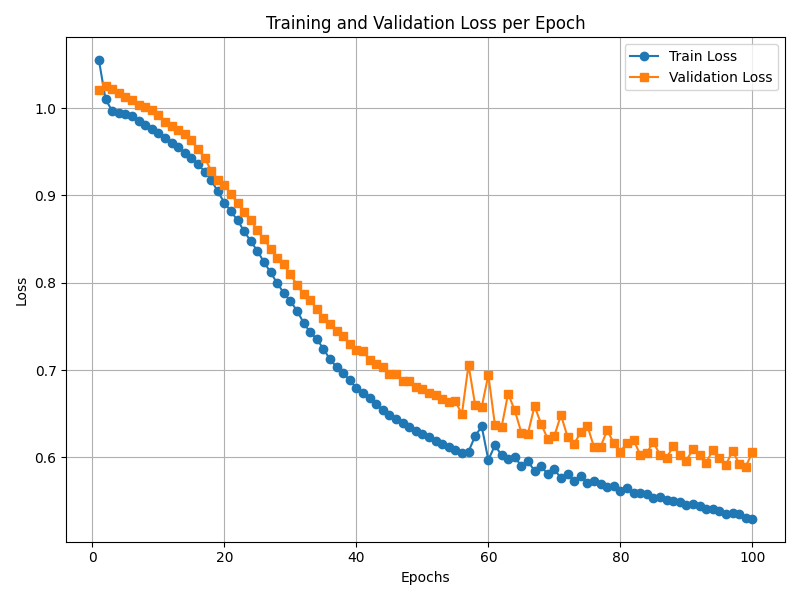 Training and Validation Loss per Epoch
Train Loss
Validation Loss
1.0
0.9
0.8
0.7
0.6
Loss
0 20 40 60 80 100
Epochs